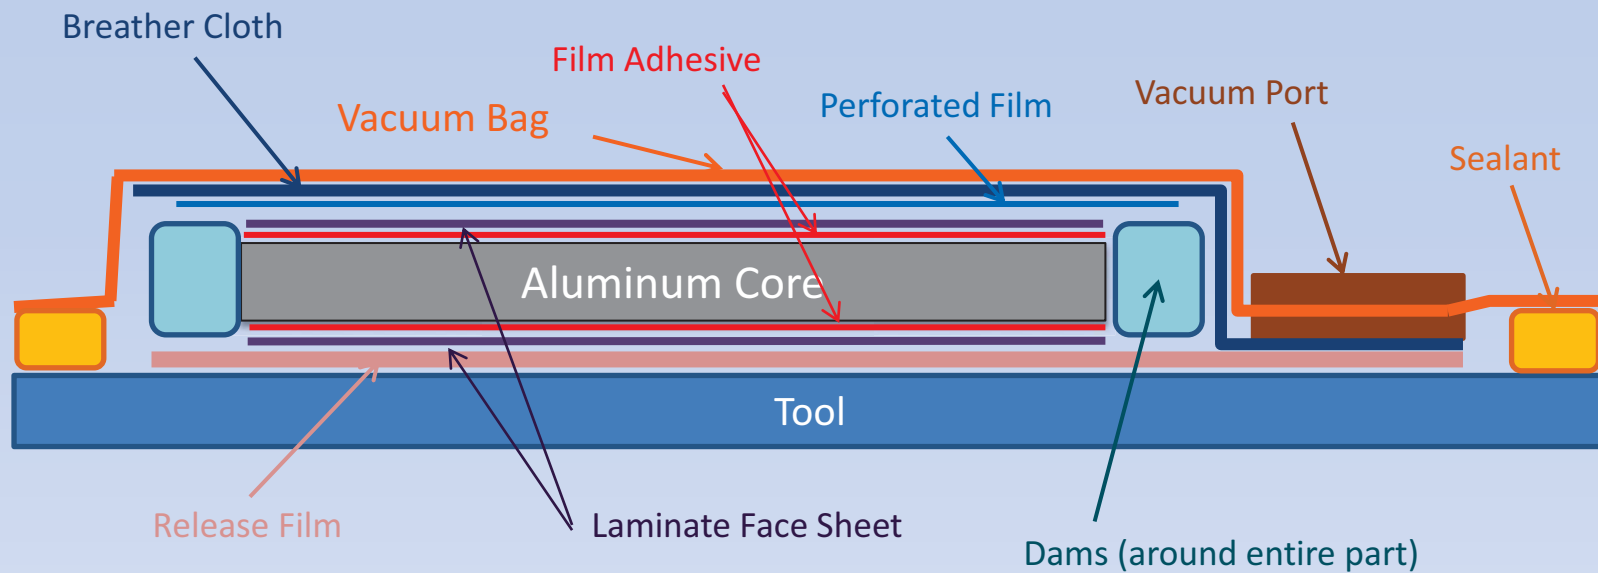 Breather Cloth
Film Adhesive
Vacuum Bag
Perforated Film
Vacuum Port
Sealant
Aluminum Core
Tool
Release Film
Laminate Face Sheet
Dams (around entire part)